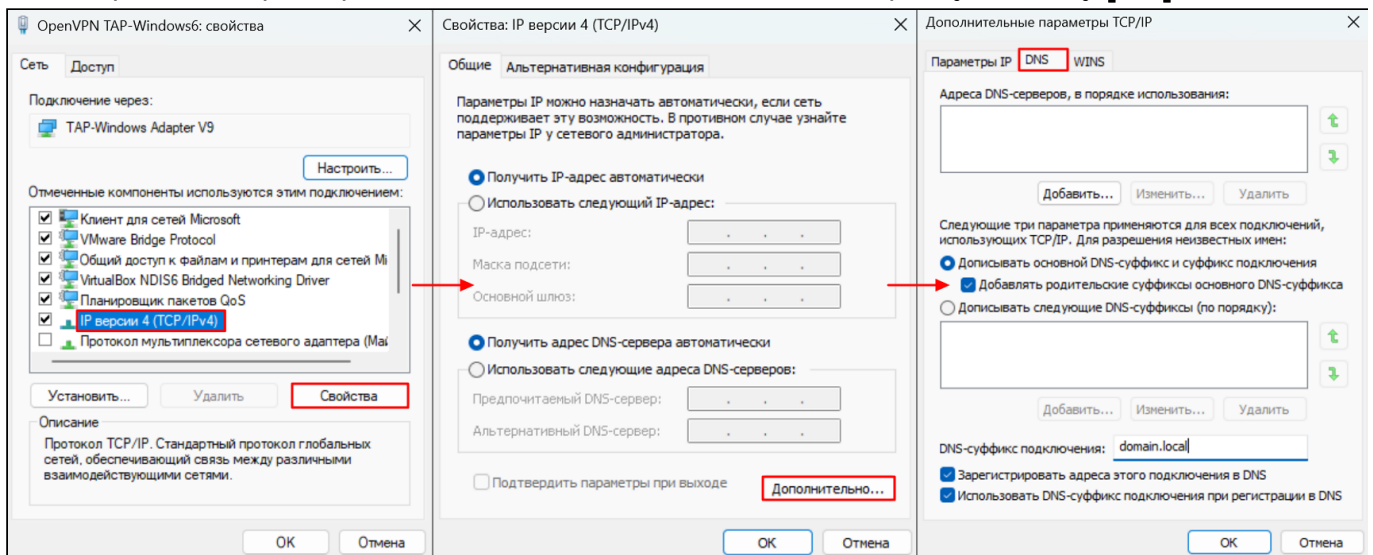 OpenVPN TAP-Windows6: свойства
Сеть Доступ
Подключение через:
TAP-Windows Adapter V9
Настроить...
Отмеченные компоненты используются этим подключением:
Клиент для сетей Microsoft
VMware Bridge Protocol
Общий доступ к файлам и принтерам для сетей Mi
VirtualBox NDIS6 Bridged Networking Driver
Планировщик пакетов QoS
IP версии 4 (TCP/IPv4)
Протокол мультиплексора сетевого адаптера (Май
Установить... Удалить Свойства
Описание
Протокол TCP/IP. Стандартный протокол глобальных
сетей, обеспечивающий связь между различными
взаимодействующими сетями.
OK Отмена
Свойства: IP версии 4 (TCP/IPv4)
Общие Альтернативная конфигурация
Параметры IP можно назначать автоматически, если сеть
поддерживает эту возможность. В противном случае узнайте
параметры IP у сетевого администратора.
Получить IP-адрес автоматически
Использовать следующий IP-адрес:
IP-адрес:
Маска подсети:
Основной шлюз:
Получить адрес DNS-сервера автоматически
Использовать следующие адреса DNS-серверов:
Предпочитаемый DNS-сервер:
Альтернативный DNS-сервер:
Подтвердить параметры при выходе
Дополнительно...
OK Отмена
Дополнительные параметры TCP/IP
Параметры IP DNS WINS
Адреса DNS-серверов, в порядке использования:
Добавить... Изменить... Удалить
Следующие три параметра применяются для всех подключений,
использующих TCP/IP. Для разрешения неизвестных имен:
Дописывать основной DNS-суффикс и суффикс подключения
Добавлять родительские суффиксы основного DNS-суффикса
Дописывать следующие DNS-суффиксы (по порядку):
Добавить... Изменить... Удалить
DNS-суффикс подключения: domain.local
Зарегистрировать адреса этого подключения в DNS
Использовать DNS-суффикс подключения при регистрации в DNS
OK Отмена